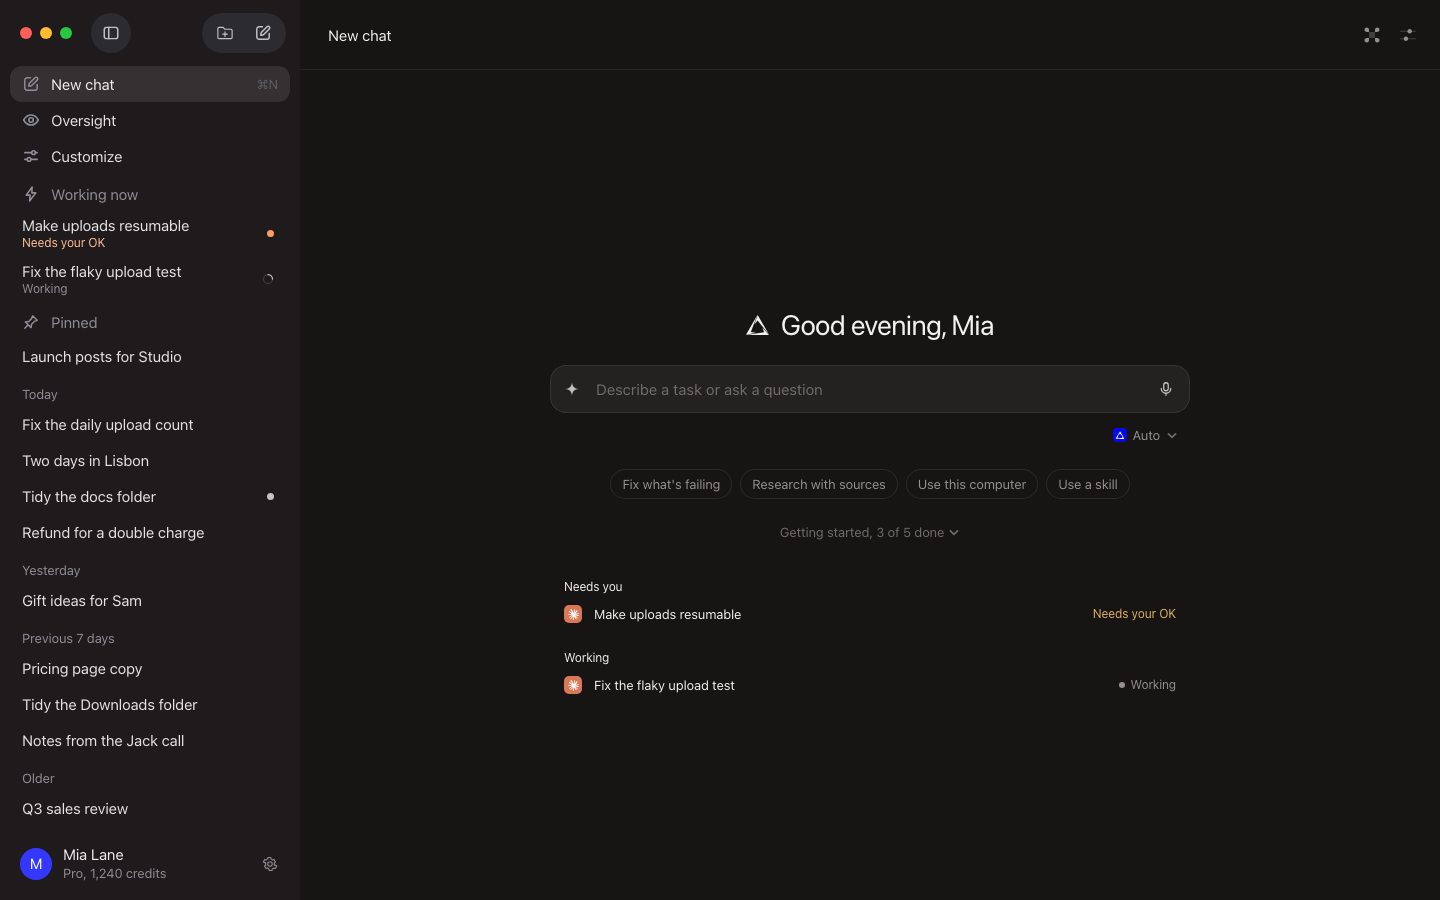 New chat
New chat
⌘N
Oversight
Customize
Working now
Make uploads resumable
Needs your OK
Fix the flaky upload test
Working
Pinned
Launch posts for Studio
Today
Fix the daily upload count
Two days in Lisbon
Tidy the docs folder
Refund for a double charge
Yesterday
Gift ideas for Sam
Previous 7 days
Pricing page copy
Tidy the Downloads folder
Notes from the Jack call
Older
Q3 sales review
M
Mia Lane
Pro, 1,240 credits
Good evening, Mia
Describe a task or ask a question
Auto
Fix what's failing
Research with sources
Use this computer
Use a skill
Getting started, 3 of 5 done
Needs you
Make uploads resumable
Needs your OK
Working
Fix the flaky upload test
Working